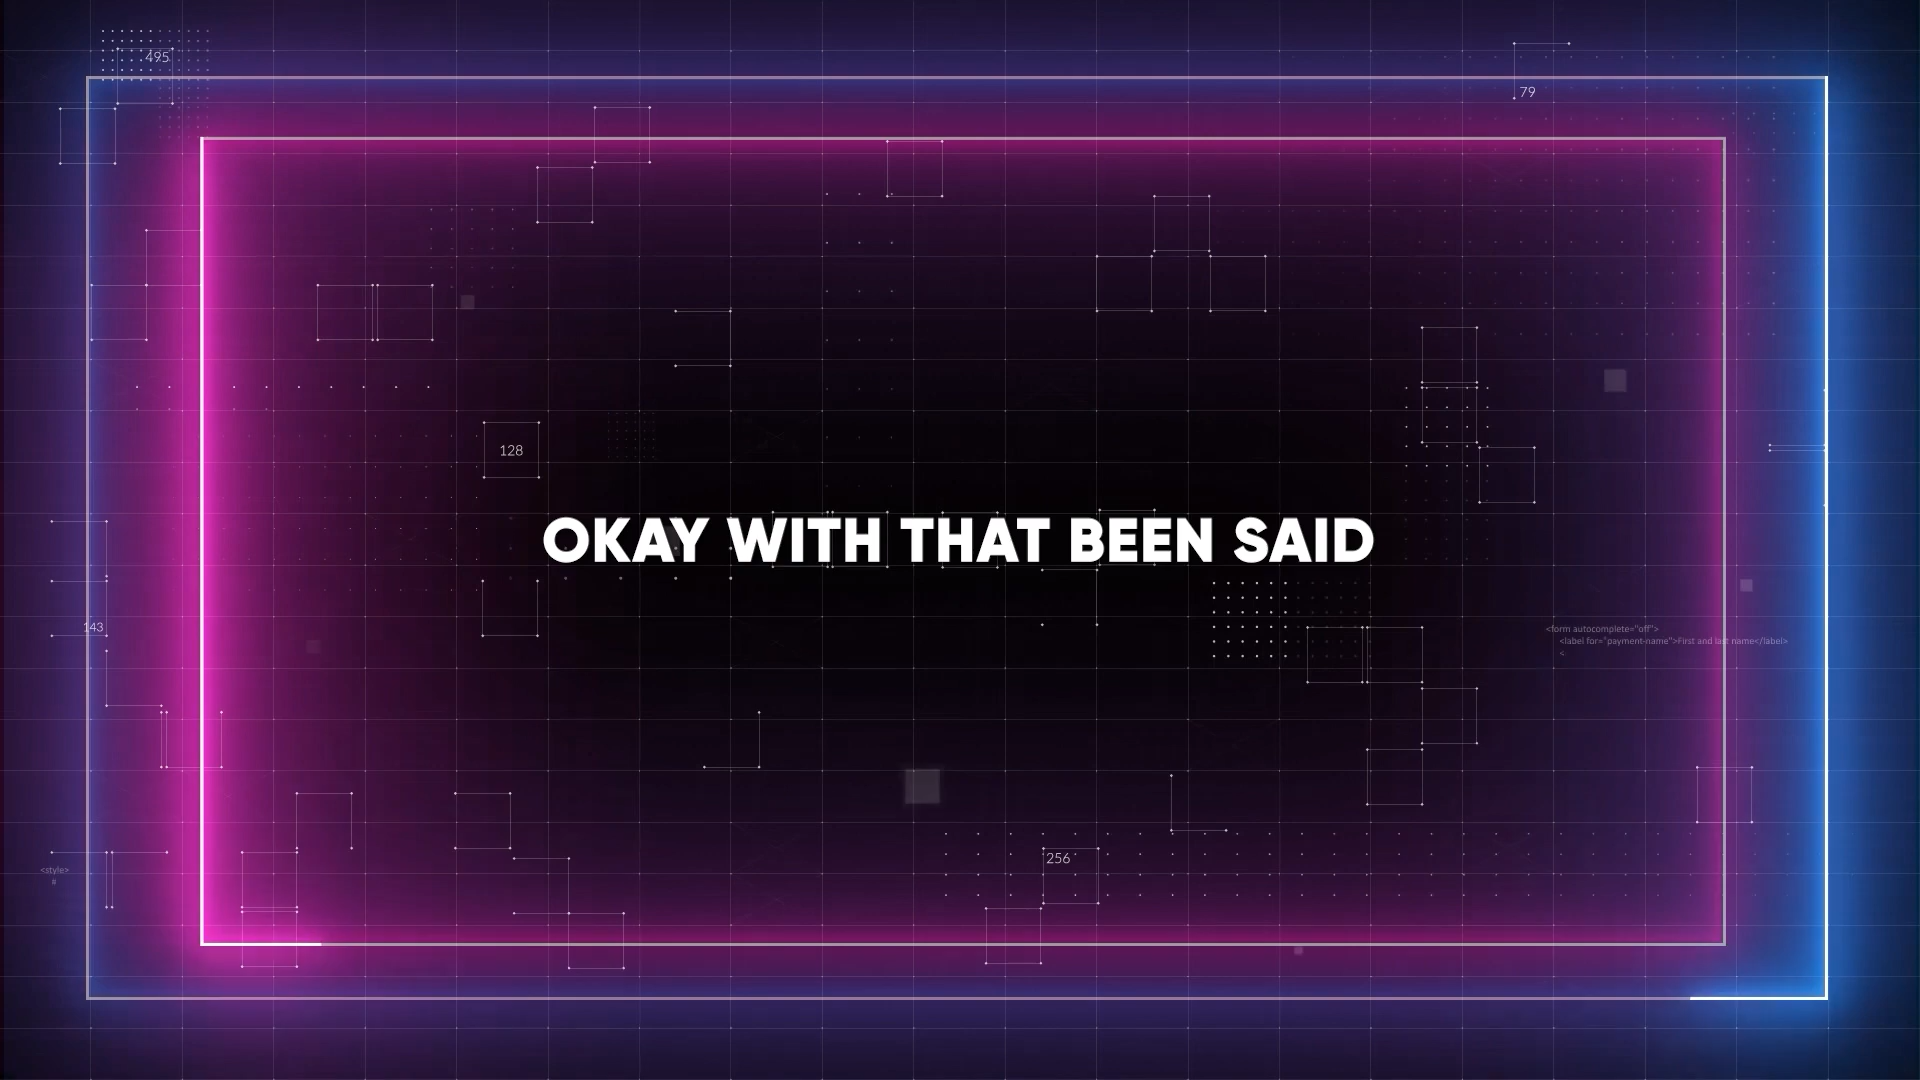 495
79
128
OKAY WITH THAT BEEN SAID
143
<form autocomplete="off">
<label for="payment-name">First and last name</label>
<
256
<style>
#